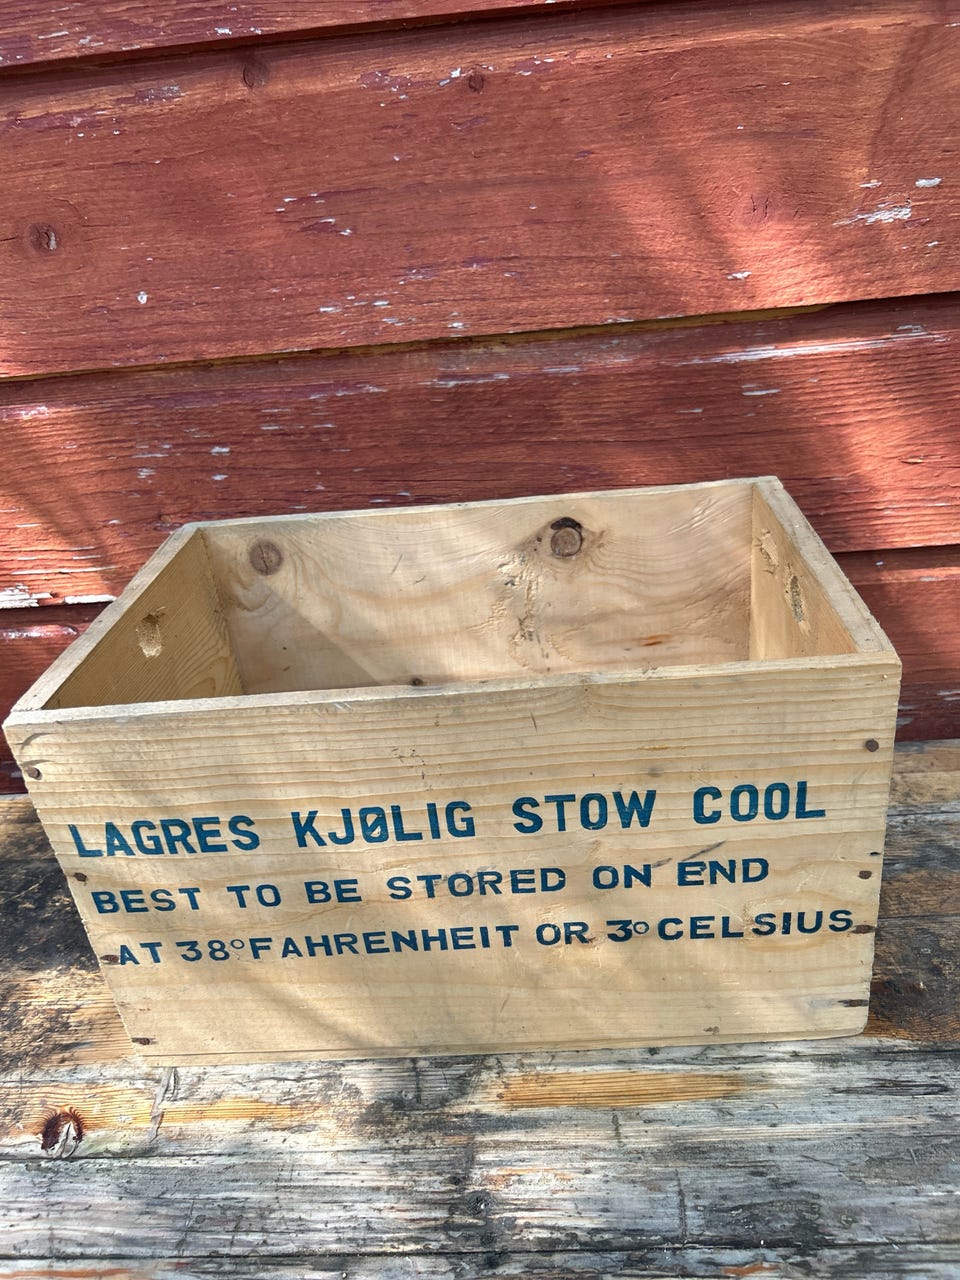 LAGRES KJØLIG STOW COOL
BEST TO BE STORED ON END
AT 38°FAHRENHEIT OR 3°CELSIUS